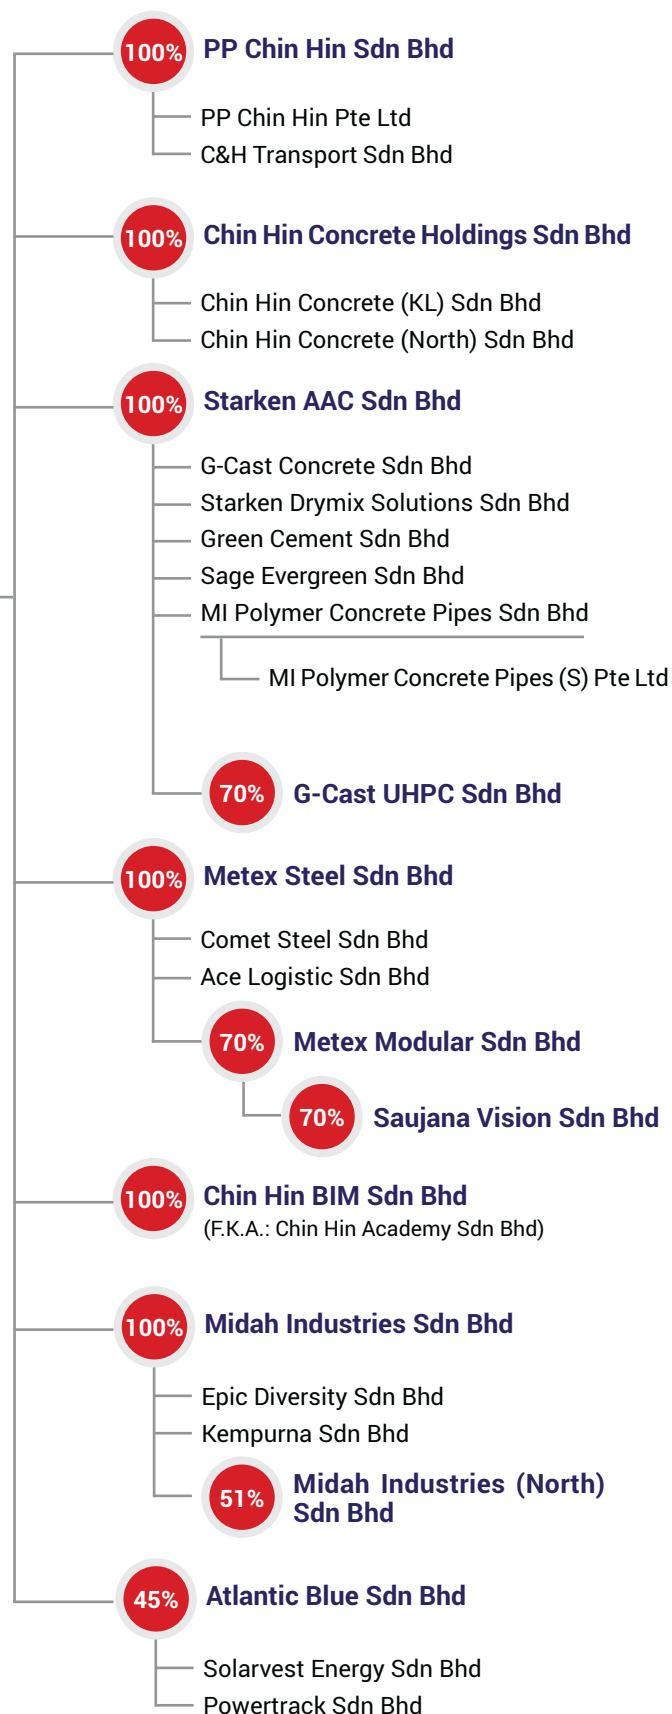 100% PP Chin Hin Sdn Bhd
PP Chin Hin Pte Ltd
C&H Transport Sdn Bhd
100% Chin Hin Concrete Holdings Sdn Bhd
Chin Hin Concrete (KL) Sdn Bhd
Chin Hin Concrete (North) Sdn Bhd
100% Starken AAC Sdn Bhd
G-Cast Concrete Sdn Bhd
Starken Drymix Solutions Sdn Bhd
Green Cement Sdn Bhd
Sage Evergreen Sdn Bhd
MI Polymer Concrete Pipes Sdn Bhd
MI Polymer Concrete Pipes (S) Pte Ltd
70% G-Cast UHPC Sdn Bhd
100% Metex Steel Sdn Bhd
Comet Steel Sdn Bhd
Ace Logistic Sdn Bhd
70% Metex Modular Sdn Bhd
70% Saujana Vision Sdn Bhd
100% Chin Hin BIM Sdn Bhd
(F.K.A.: Chin Hin Academy Sdn Bhd)
100% Midah Industries Sdn Bhd
Epic Diversity Sdn Bhd
Kempurna Sdn Bhd
51% Midah Industries (North)
Sdn Bhd
45% Atlantic Blue Sdn Bhd
Solarvest Energy Sdn Bhd
Powertrack Sdn Bhd